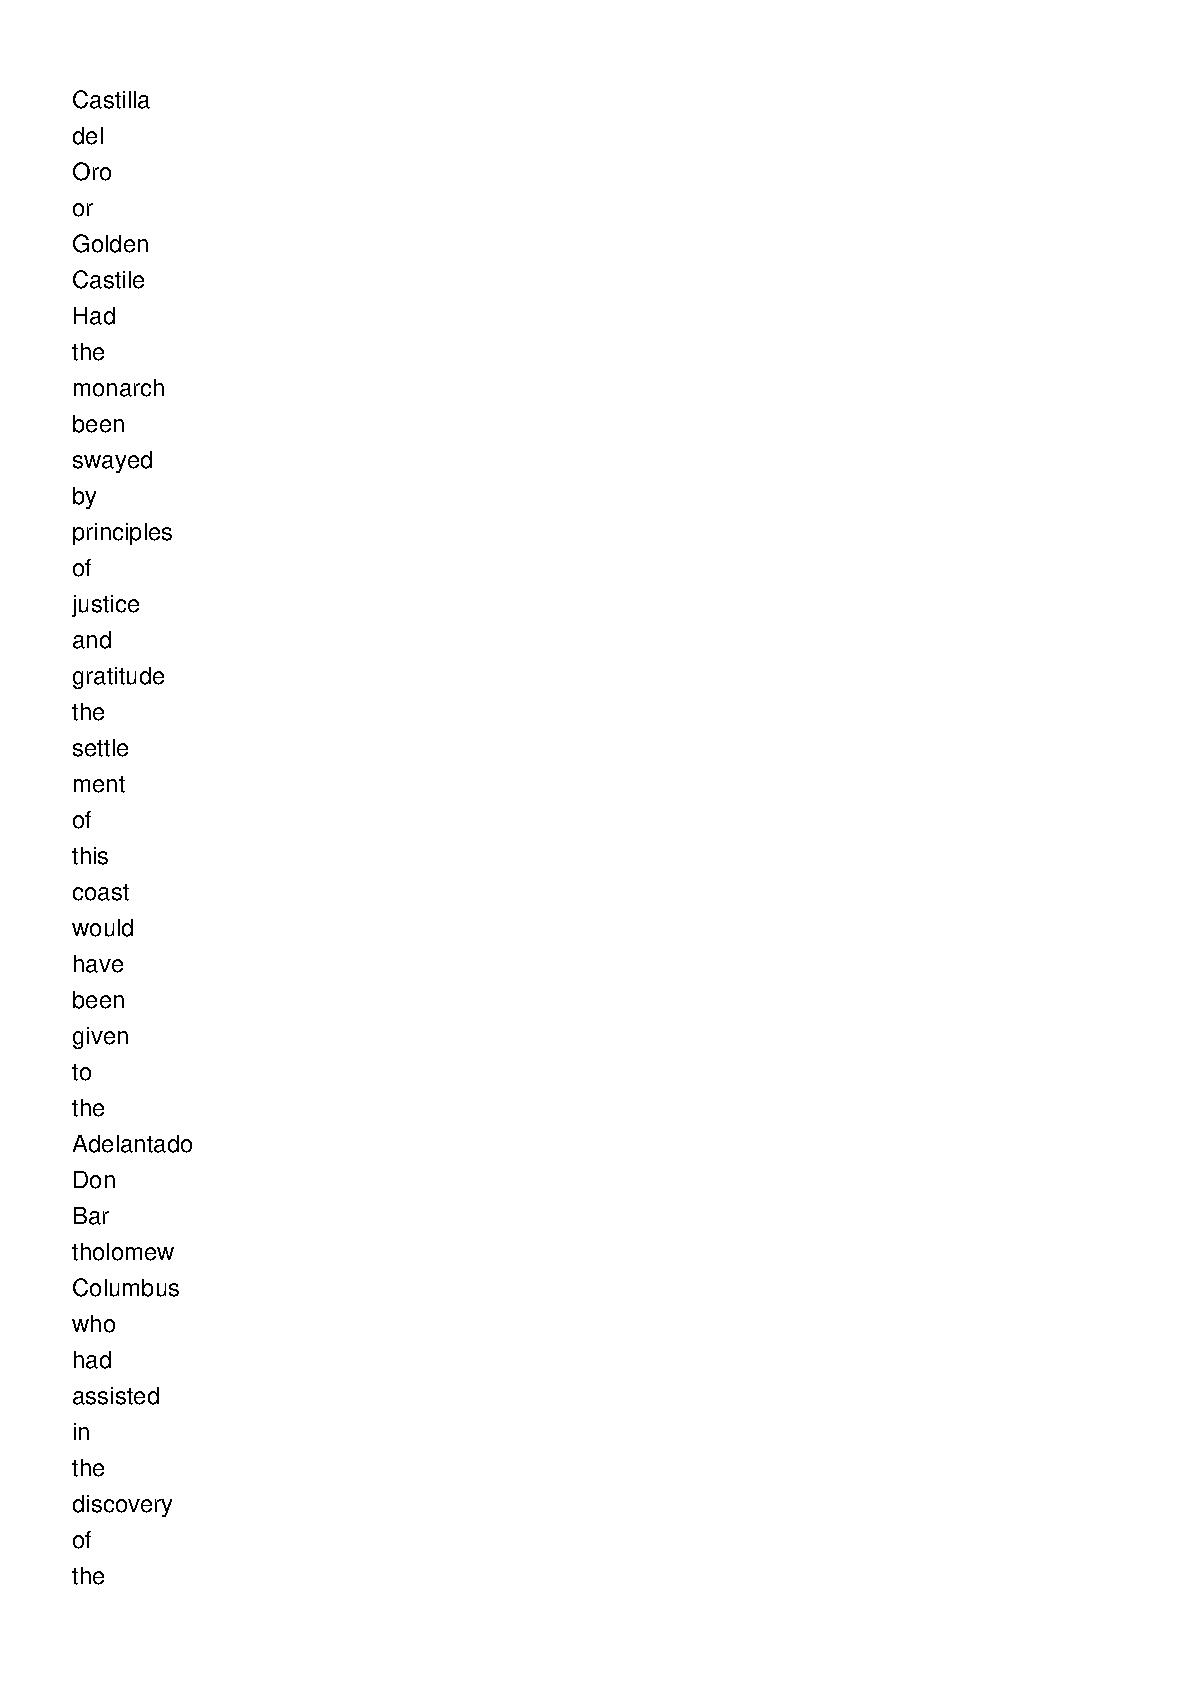 Castilla
del
Oro
or
Golden
Castile
Had
the
monarch
been
swayed
by
principles
of
justice
and
gratitude
the
settle
ment
of
this
coast
would
have
been
given
to
the
Adelantado
Don
Bar
tholomew
Columbus
who
had
assisted
in
the
discovery
of
the